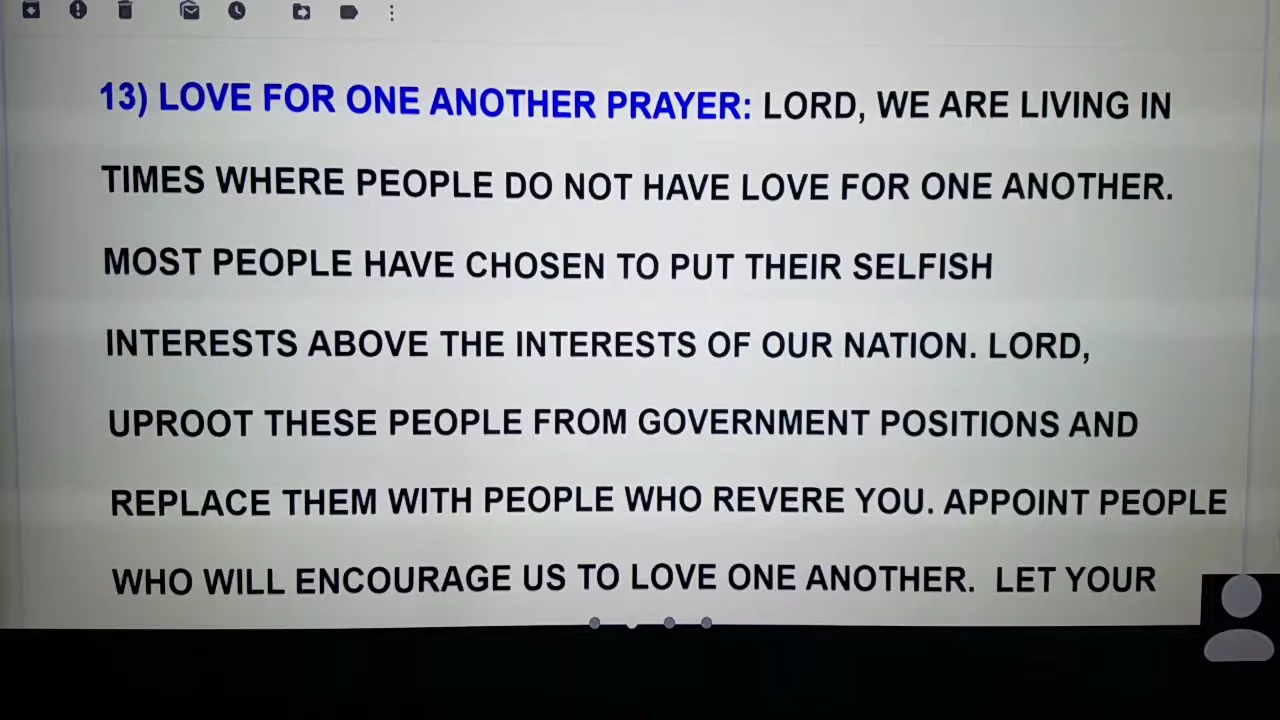 13) LOVE FOR ONE ANOTHER PRAYER: LORD, WE ARE LIVING IN
TIMES WHERE PEOPLE DO NOT HAVE LOVE FOR ONE ANOTHER.
MOST PEOPLE HAVE CHOSEN TO PUT THEIR SELFISH
INTERESTS ABOVE THE INTERESTS OF OUR NATION. LORD,
UPROOT THESE PEOPLE FROM GOVERNMENT POSITIONS AND
REPLACE THEM WITH PEOPLE WHO REVERE YOU. APPOINT PEOPLE
WHO WILL ENCOURAGE US TO LOVE ONE ANOTHER.  LET YOUR